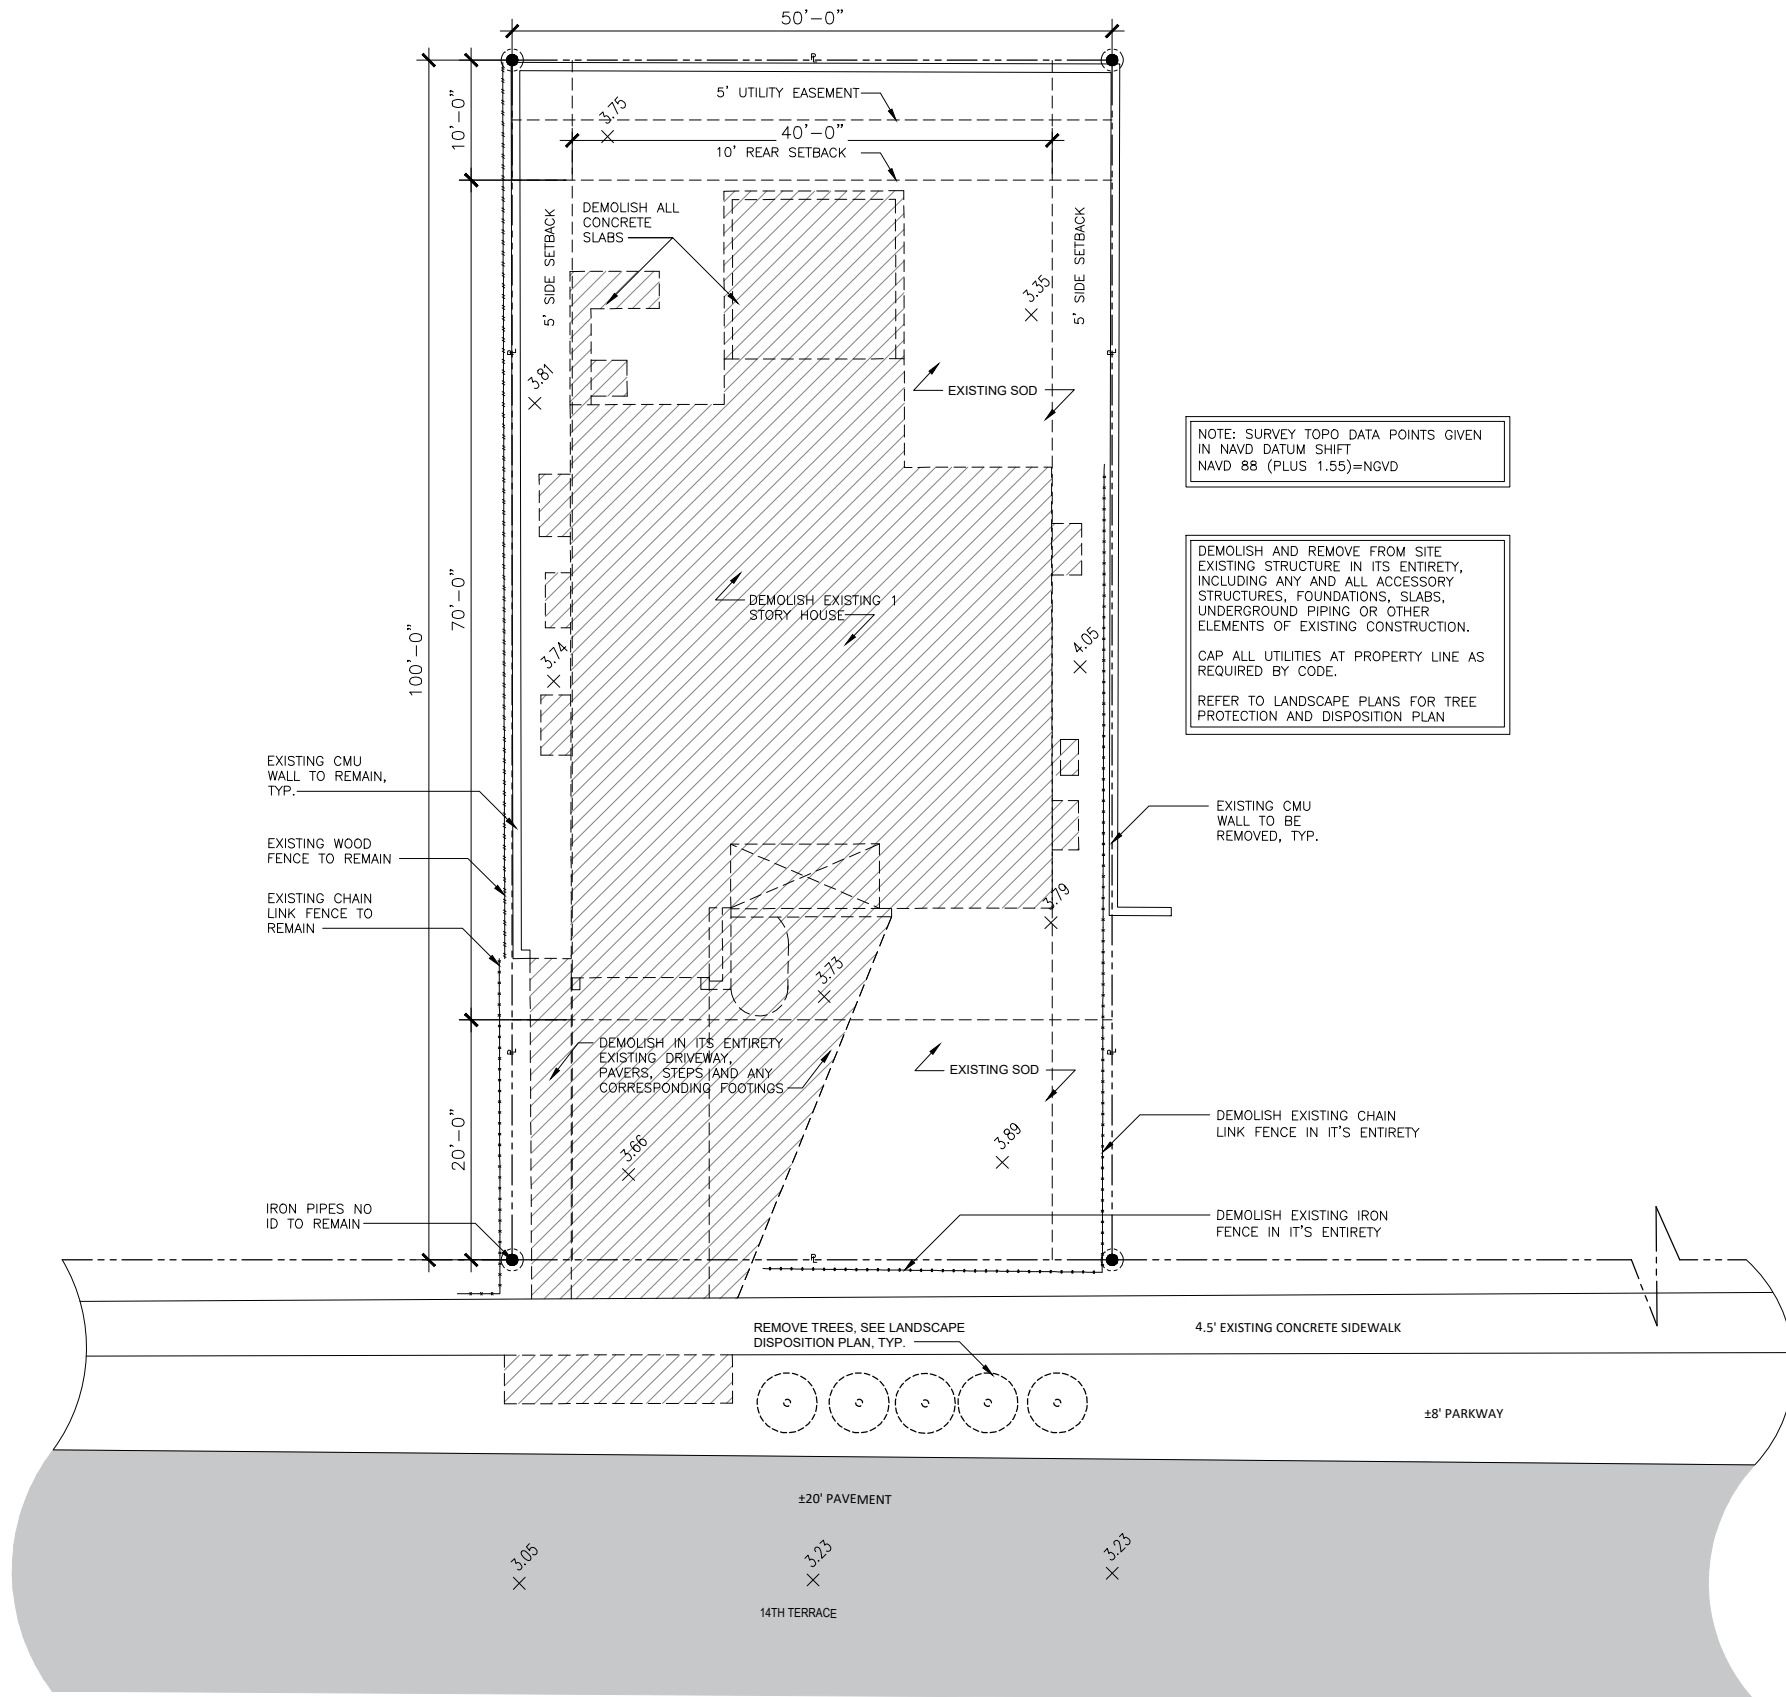 50'-0"
P
L
10'-0"
5' UTILITY EASEMENT
3.75
40'-0"
10' REAR SETBACK
DEMOLISH ALL
CONCRETE
SLABS
5' SIDE SETBACK
5' SIDE SETBACK
3.35
P
L
P
L
3.81
EXISTING SOD
NOTE: SURVEY TOPO DATA POINTS GIVEN
IN NAVD DATUM SHIFT
NAVD 88 (PLUS 1.55)=NGVD
DEMOLISH AND REMOVE FROM SITE
EXISTING STRUCTURE IN ITS ENTIRETY,
INCLUDING ANY AND ALL ACCESSORY
STRUCTURES, FOUNDATIONS, SLABS,
UNDERGROUND PIPING OR OTHER
ELEMENTS OF EXISTING CONSTRUCTION.
CAP ALL UTILITIES AT PROPERTY LINE AS
REQUIRED BY CODE.
REFER TO LANDSCAPE PLANS FOR TREE
PROTECTION AND DISPOSITION PLAN
70'-0"
100'-0"
DEMOLISH EXISTING 1
STORY HOUSE
3.74
4.05
EXISTING CMU
WALL TO REMAIN,
TYP.
EXISTING WOOD
FENCE TO REMAIN
EXISTING CHAIN
LINK FENCE TO
REMAIN
EXISTING CMU
WALL TO BE
REMOVED, TYP.
3.79
3.73
P
L
P
L
DEMOLISH IN ITS ENTIRETY
EXISTING DRIVEWAY,
PAVERS, STEPS AND ANY
CORRESPONDING FOOTINGS
EXISTING SOD
20'-0"
3.66
3.89
DEMOLISH EXISTING CHAIN
LINK FENCE IN IT'S ENTIRETY
IRON PIPES NO
ID TO REMAIN
DEMOLISH EXISTING IRON
FENCE IN IT'S ENTIRETY
P
L
REMOVE TREES, SEE LANDSCAPE
DISPOSITION PLAN, TYP.
4.5' EXISTING CONCRETE SIDEWALK
±8' PARKWAY
±20' PAVEMENT
3.05
3.23
3.23
14TH TERRACE